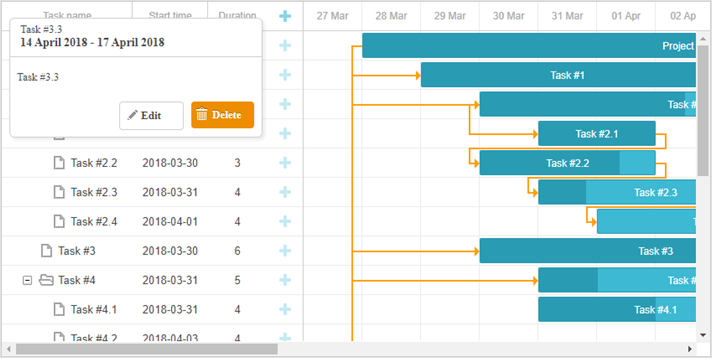 Task name Start time Duration 27 Mar 28 Mar 29 Mar 30 Mar 31 Mar 01 Apr 02 Ap
Task #3.3
14 April 2018 - 17 April 2018
Task #3.3
Edit Delete
Project
Task #1
Task #
Task #2.1
Task #2.2 2018-03-30 3 Task #2.2
Task #2.3 2018-03-31 4 Task #2.3
Task #2.4 2018-04-01 4
Task #3 2018-03-30 6 Task #3
Task #4 2018-03-31 5 Task #
Task #4.1 2018-03-31 4 Task #4.1
Task #4.2 2018-04-03 4